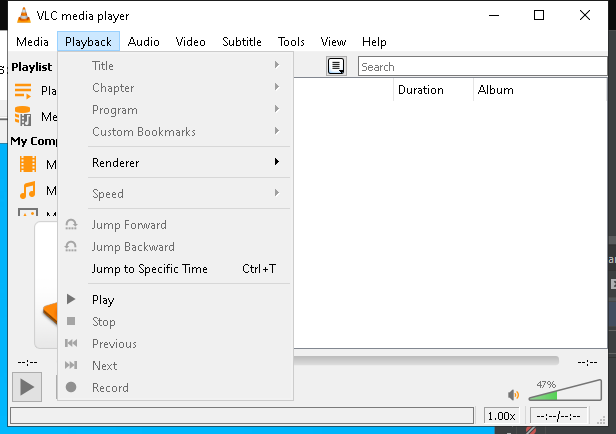 VLC media player
Media Playback Audio Video Subtitle Tools View Help
Playlist
Search
Duration Album
Title
Chapter
Program
Custom Bookmarks
My Comp
Renderer
Speed
Jump Forward
Jump Backward
Jump to Specific Time Ctrl+T
Play
Stop
Previous
Next
Record
--:-- --:--
47%
1.00x --:--/--:--